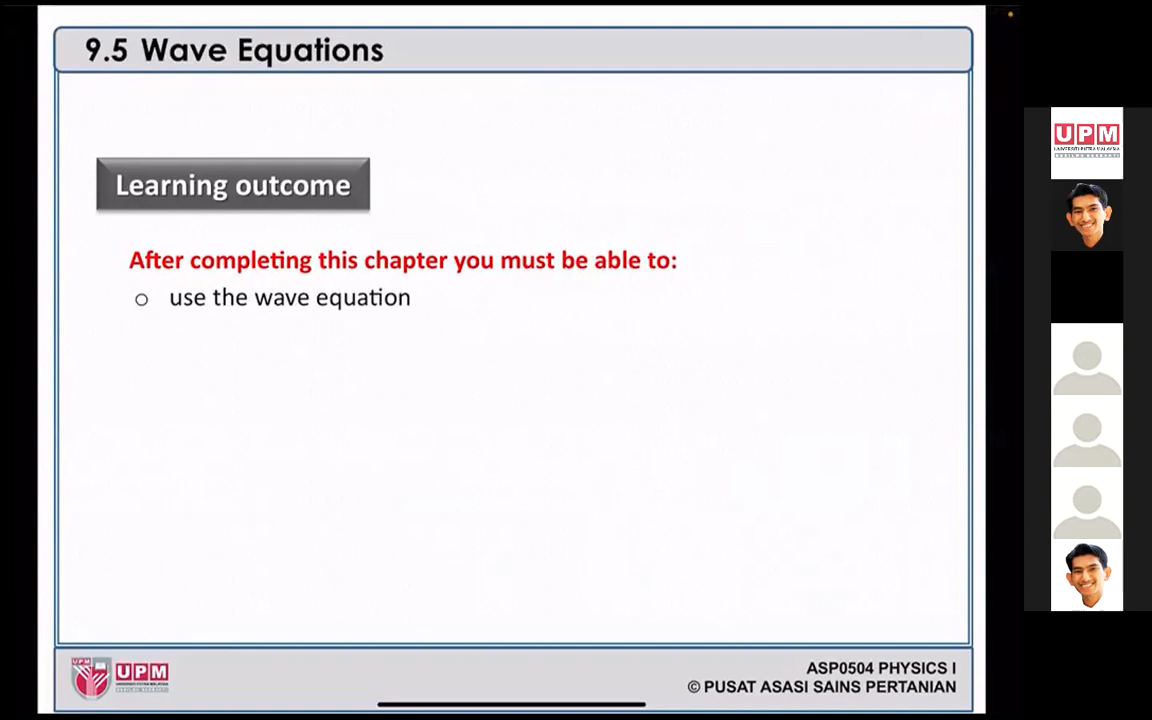 9.5 Wave Equations
Learning outcome
After completing this chapter you must be able to:
o use the wave equation
UPM
UPM
UPM
ASP0504 PHYSICS I
© PUSAT ASASI SAINS PERTANIAN